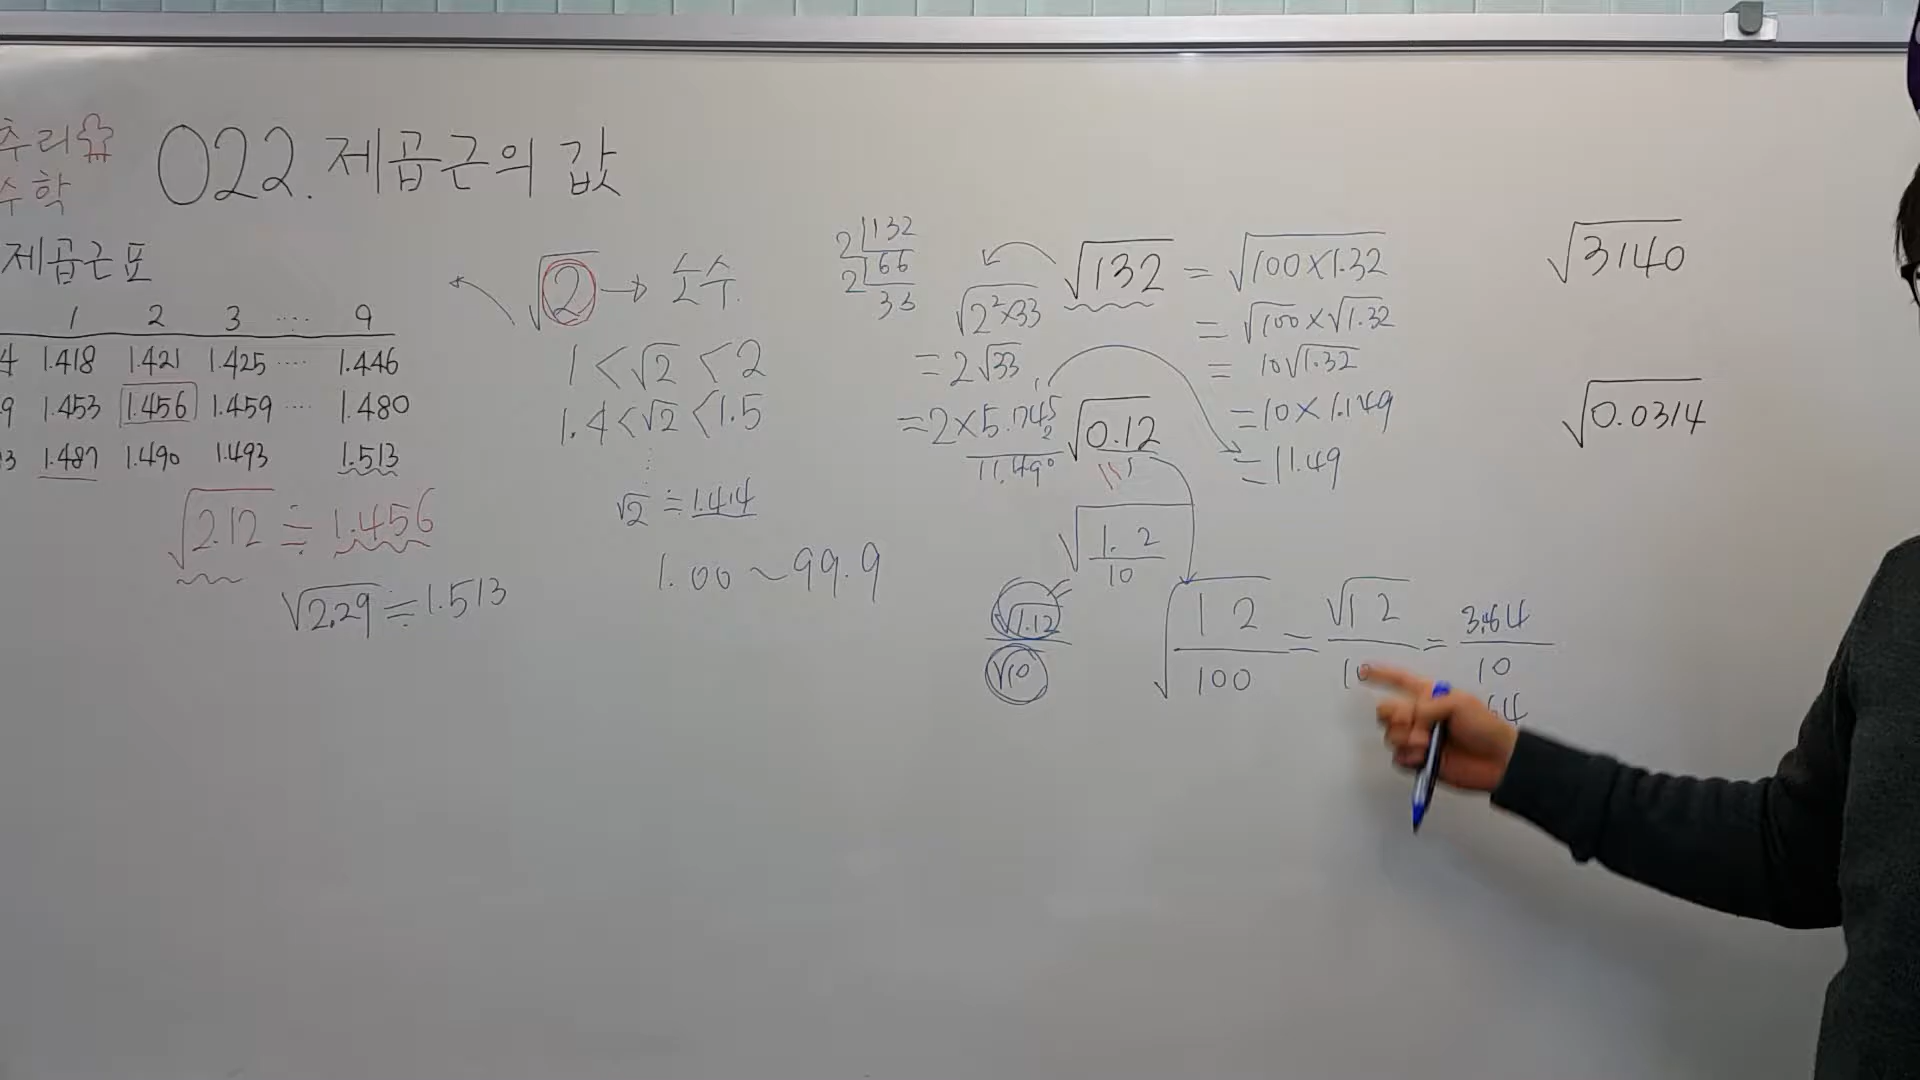 추리
수학
022. 제곱근의 값
제곱근표
1 2 3 .... 9
4 1.418 1.421 1.425 .... 1.446
9 1.453 1.456 1.459 .... 1.480
3 1.487 1.490 1.493 1.513
√2.12 ≒ 1.456
√2.29 ≒ 1.513
√2 → 소수
1 < √2 < 2
1.4 < √2 < 1.5
⋮
√2 ≒ 1.414
1.00 ~ 99.9
2 132
2 66
33
√132 = √100×1.32
= √100 × √1.32
= 10√1.32
= 10 × 1.149
= 11.49
√2²×33
= 2√33
= 2 × 5.745
11.490
√0.12
√1.2/10
√1.12/√10
√12/100 = √12/10 = 3.464/10
√3140
√0.0314